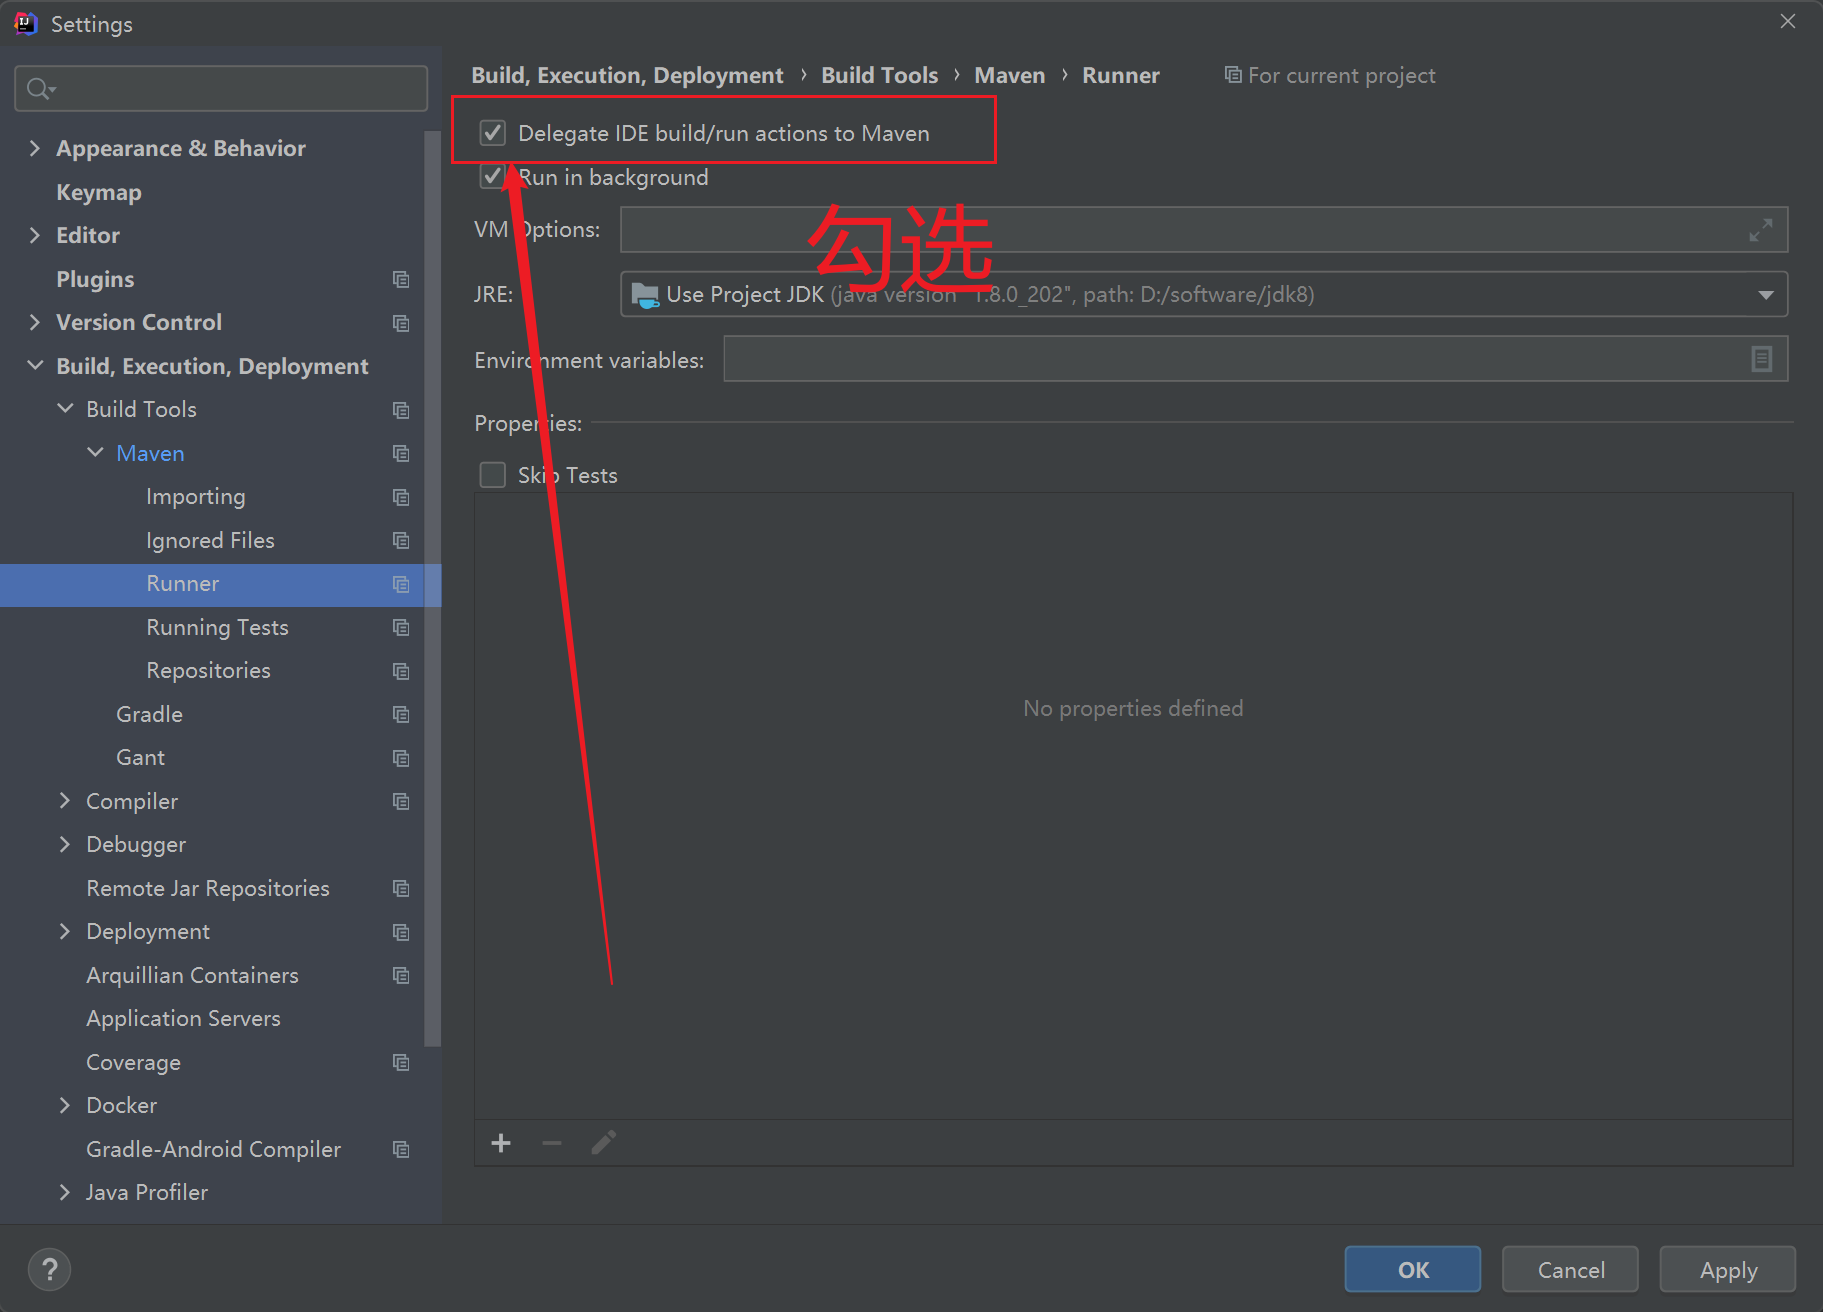 Settings
Build, Execution, Deployment › Build Tools › Maven › Runner For current project
Delegate IDE build/run actions to Maven
Run in background
VM Options:
勾选
JRE: Use Project JDK (java version "1.8.0_202", path: D:/software/jdk8)
Environment variables:
Properties:
Skip Tests
No properties defined
Appearance & Behavior
Keymap
Editor
Plugins
Version Control
Build, Execution, Deployment
Build Tools
Maven
Importing
Ignored Files
Runner
Running Tests
Repositories
Gradle
Gant
Compiler
Debugger
Remote Jar Repositories
Deployment
Arquillian Containers
Application Servers
Coverage
Docker
Gradle-Android Compiler
Java Profiler
?
OK
Cancel
Apply